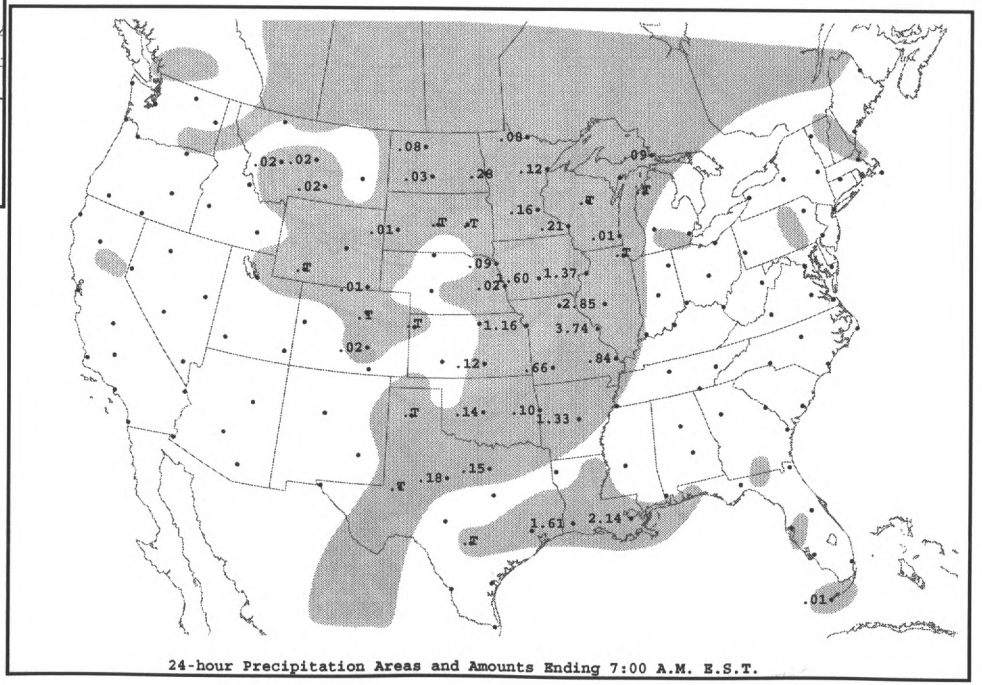 .08
.08
.12
.09
.02 .02
.02
.03
.28
T
T
.16
.01
T
T
.21
.01
T
T
.09
.01
.02
1.60
1.37
T
T
1.16
2.85
3.74
.02
.12
.66
.84
T
.14
.10
1.33
T
.18
.15
T
1.61
2.14
.01
24-hour Precipitation Areas and Amounts Ending 7:00 A.M. E.S.T.